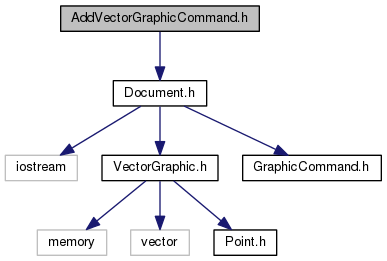 AddVectorGraphicCommand.h
Document.h
iostream
VectorGraphic.h
GraphicCommand.h
memory
vector
Point.h